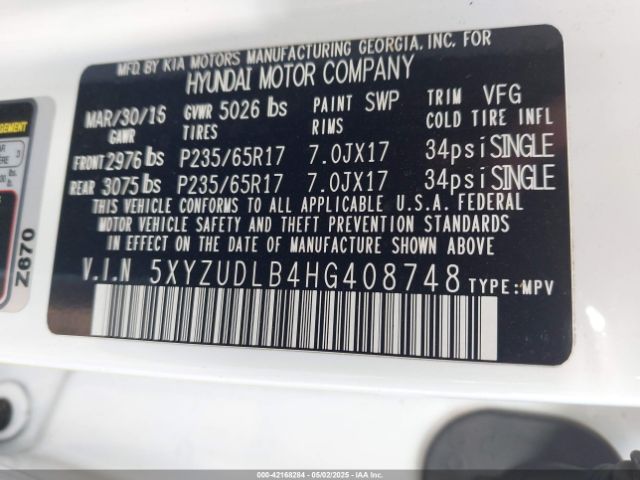 MFD. BY KIA MOTORS MANUFACTURING GEORGIA, INC. FOR
HYUNDAI MOTOR COMPANY
MAR/30/16 GVWR 5026 lbs PAINT SWP TRIM VFG
GAWR TIRES RIMS COLD TIRE INFL
FRONT 2976 lbs P235/65R17 7.0JX17 34psi SINGLE
REAR 3075 lbs P235/65R17 7.0JX17 34psi SINGLE
THIS VEHICLE CONFORMS TO ALL APPLICABLE U.S.A. FEDERAL
MOTOR VEHICLE SAFETY AND THEFT PREVENTION STANDARDS
IN EFFECT ON THE DATE OF MANUFACTURE SHOWN ABOVE.
V.I.N 5XYZUDLB4HG408748 TYPE:MPV
Z670
000-42168284 - 05/02/2025 - IAAI.COM